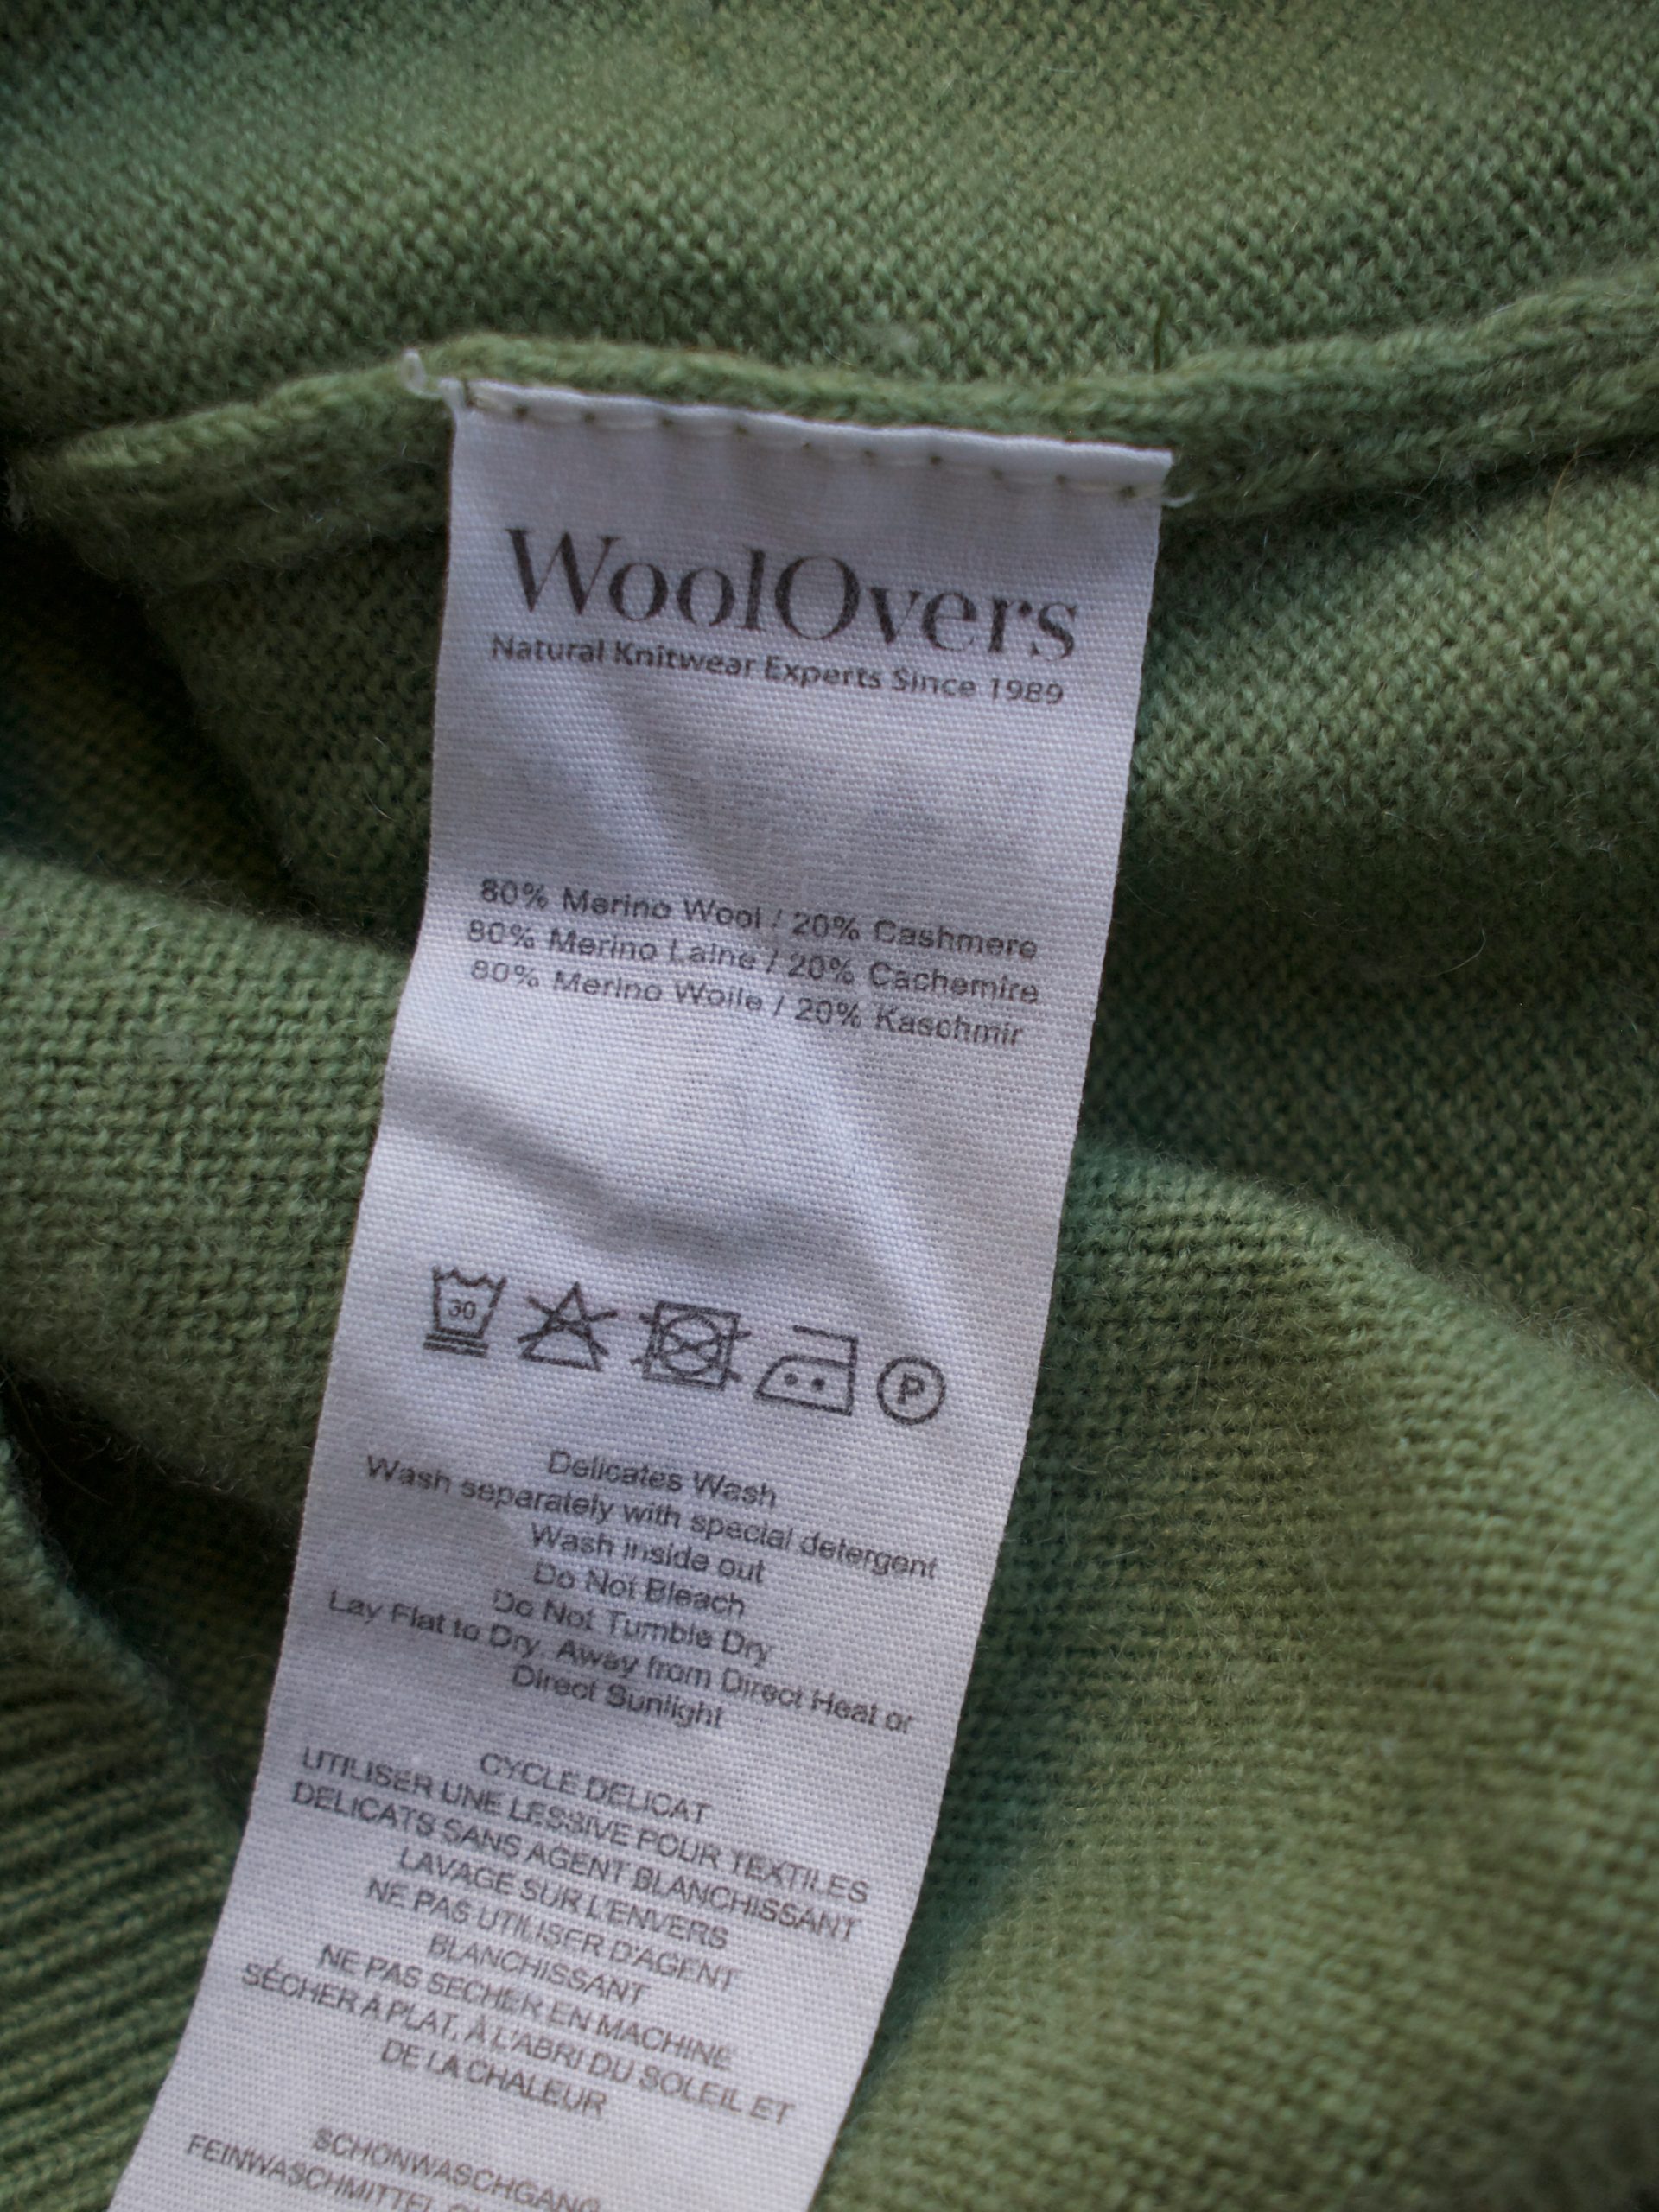 WoolOvers
Natural Knitwear Experts Since 1989
80% Merino Wool / 20% Cashmere
80% Merino Laine / 20% Cachemire
80% Merino Wolle / 20% Kaschmir
30
P
Delicates Wash
Wash separately with special detergent
Wash inside out
Do Not Bleach
Do Not Tumble Dry
Lay Flat to Dry. Away from Direct Heat or
Direct Sunlight
CYCLE DELICAT
UTILISER UNE LESSIVE POUR TEXTILES
DELICATS SANS AGENT BLANCHISSANT
LAVAGE SUR L'ENVERS
NE PAS UTILISER D'AGENT
BLANCHISSANT
NE PAS SECHER EN MACHINE
SÉCHER A PLAT, À L'ABRI DU SOLEIL ET
DE LA CHALEUR
SCHONWASCHGANG
FEINWASCHMITTEL